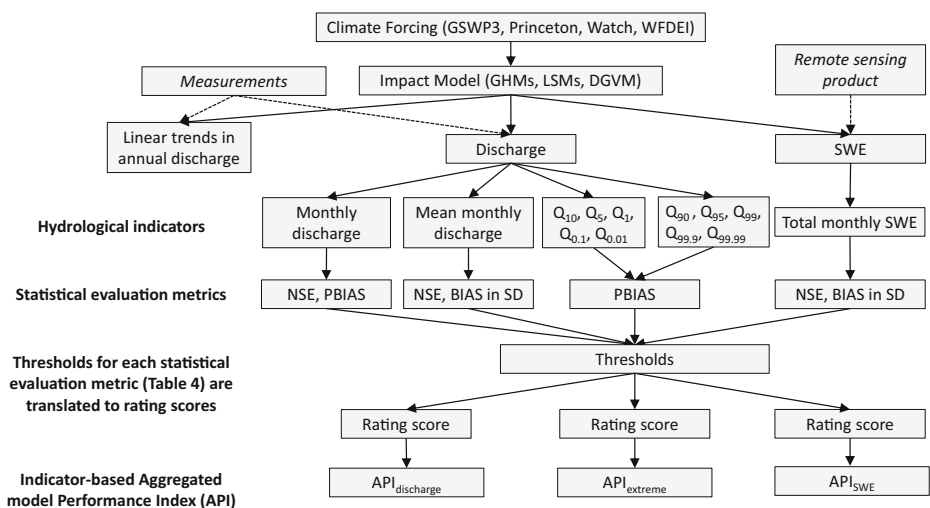 Climate Forcing (GSWP3, Princeton, Watch, WFDEI)
Measurements
Impact Model (GHMs, LSMs, DGVM)
Remote sensing
product
Linear trends in
annual discharge
Discharge
SWE
Hydrological indicators
Monthly
discharge
Mean monthly
discharge
Q10, Q5, Q1,
Q0.1, Q0.01
Q90 , Q95, Q99,
Q99.9, Q99.99
Total monthly SWE
Statistical evaluation metrics
NSE, PBIAS
NSE, BIAS in SD
PBIAS
NSE, BIAS in SD
Thresholds for each statistical
evaluation metric (Table 4) are
translated to rating scores
Thresholds
Rating score
Rating score
Rating score
Indicator-based Aggregated
model Performance Index (API)
APIdischarge
APIextreme
APISWE